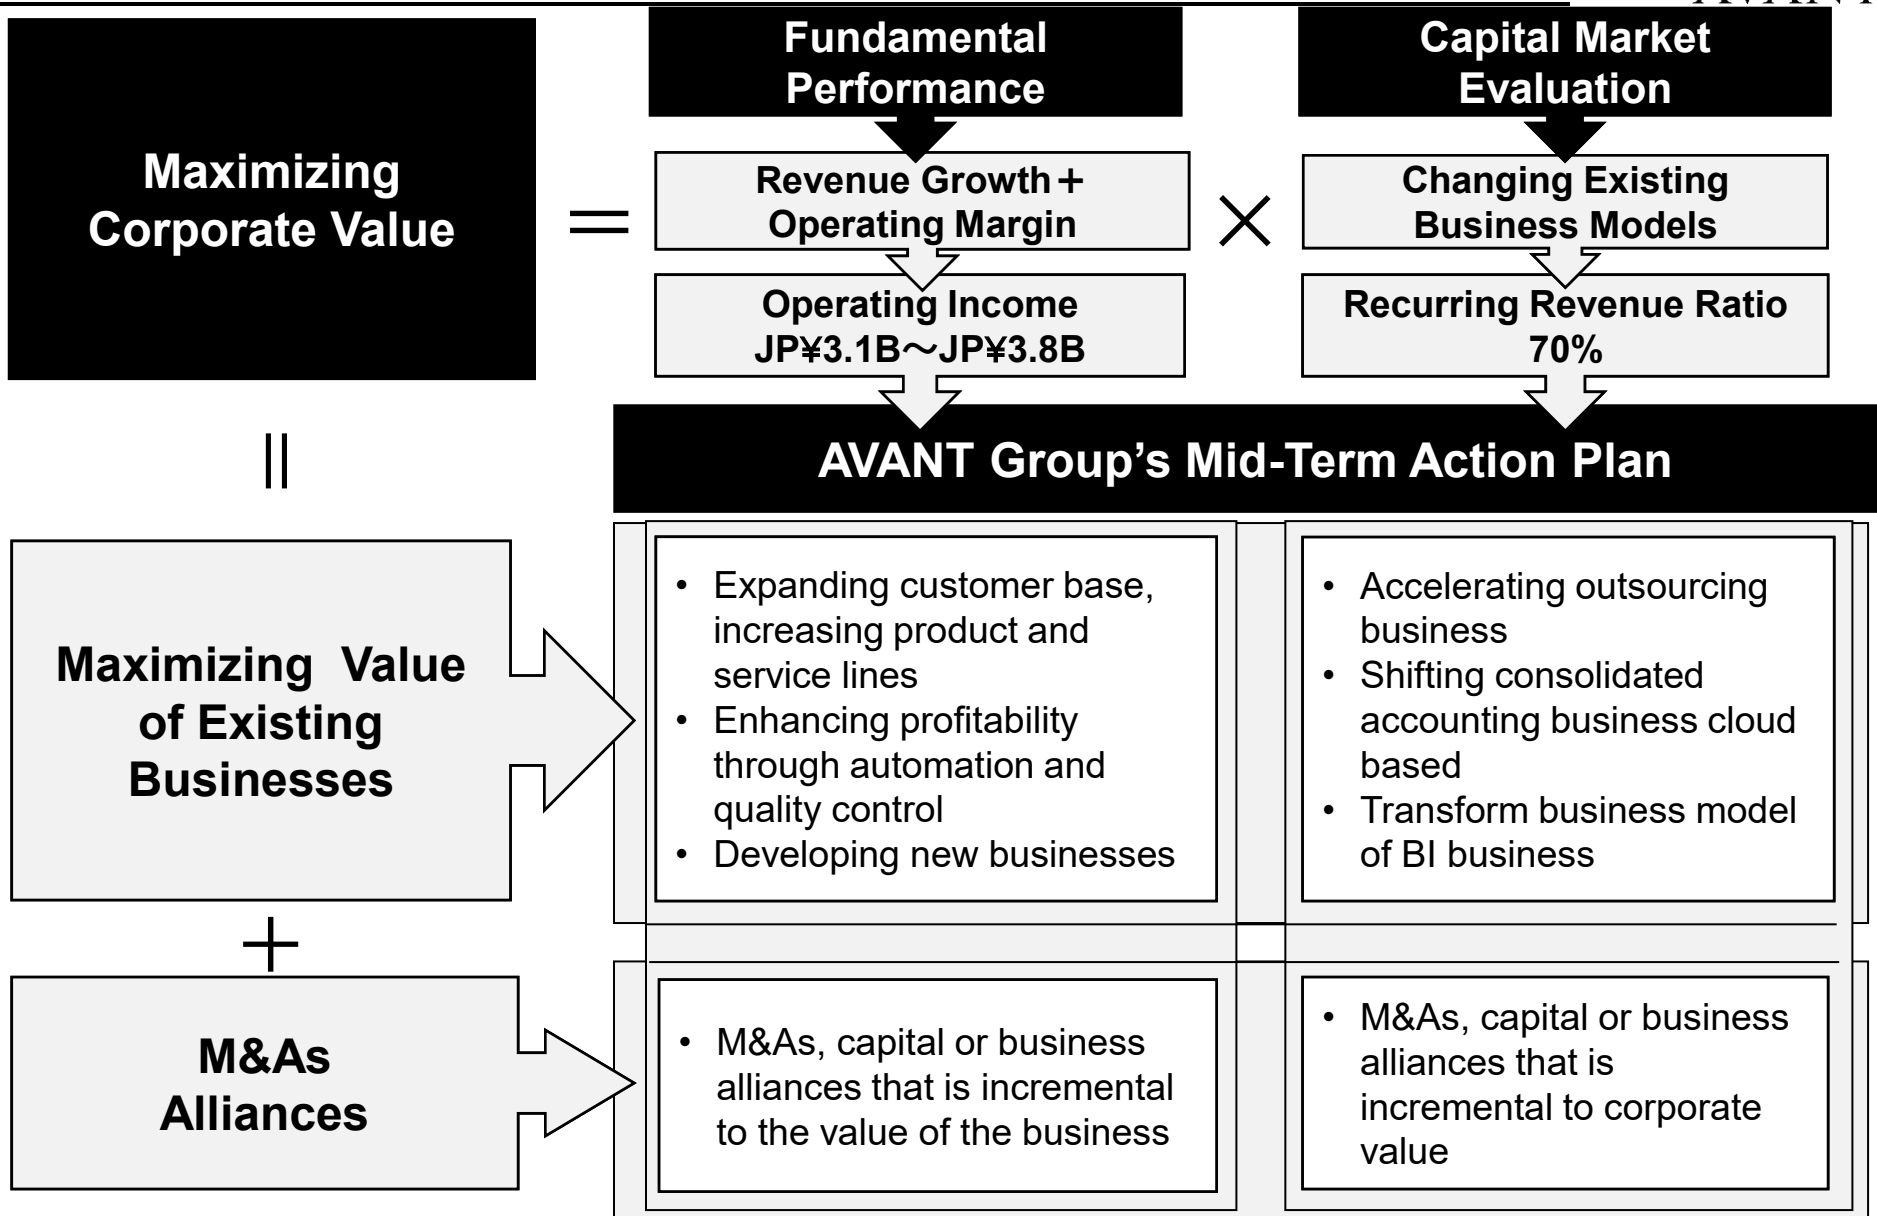 AVANT
Fundamental
Performance
Capital Market
Evaluation
Maximizing
Corporate Value
=
Revenue Growth+
Operating Margin
×
Changing Existing
Business Models
Operating Income
JP¥3.1B～JP¥3.8B
Recurring Revenue Ratio
70%
||
AVANT Group's Mid-Term Action Plan
Maximizing  Value
of Existing
Businesses
• Expanding customer base,
increasing product and
service lines
• Enhancing profitability
through automation and
quality control
• Developing new businesses
• Accelerating outsourcing
business
• Shifting consolidated
accounting business cloud
based
• Transform business model
of BI business
+
M&As
Alliances
• M&As, capital or business
alliances that is incremental
to the value of the business
• M&As, capital or business
alliances that is
incremental to corporate
value